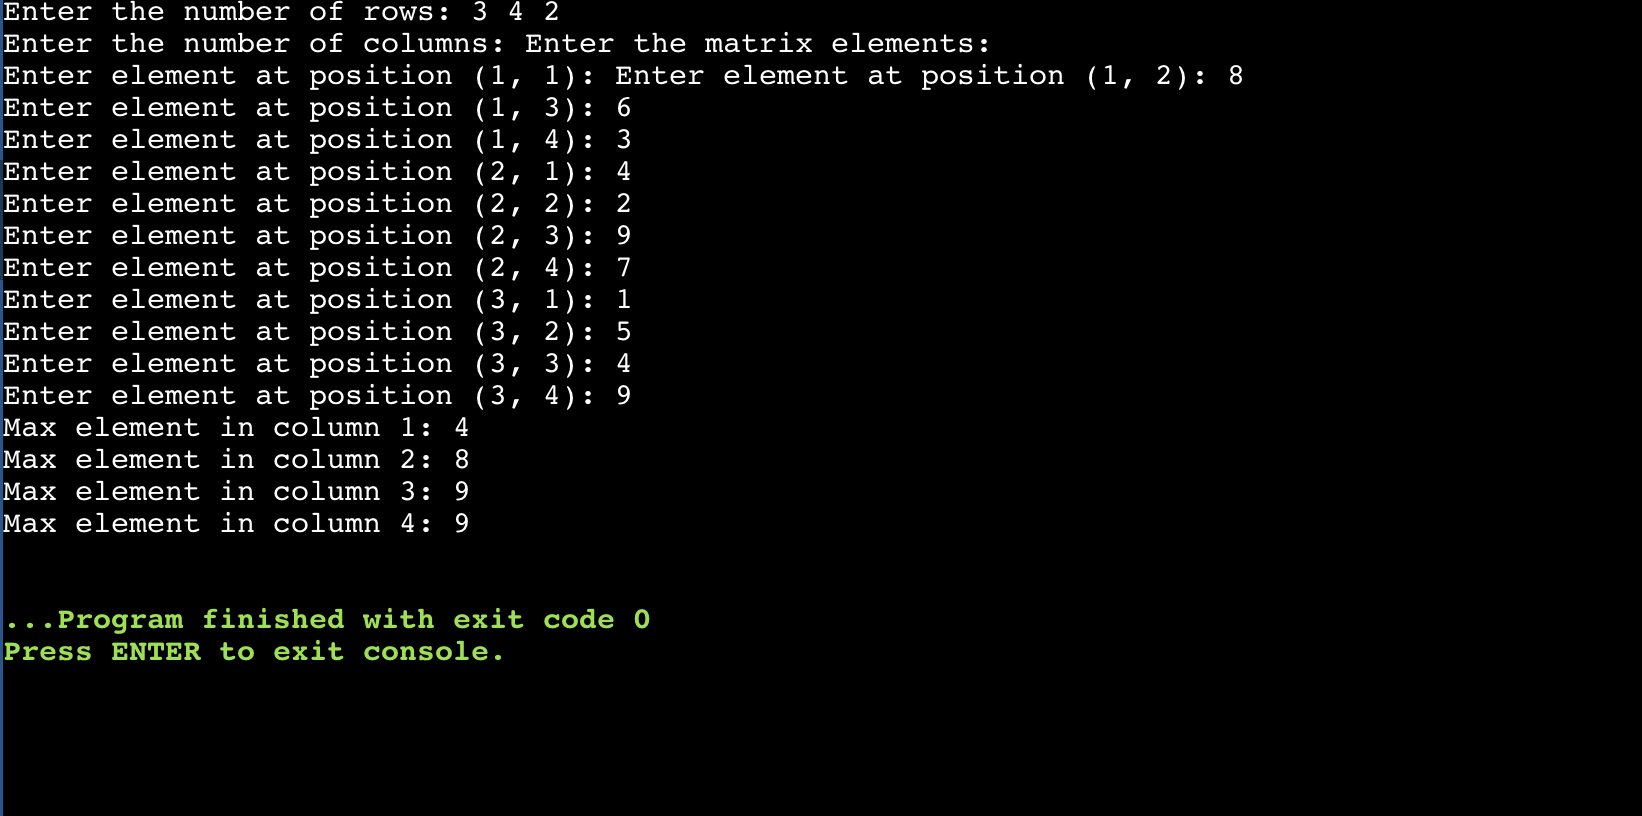 Enter the number of rows: 3 4 2
Enter the number of columns: Enter the matrix elements:
Enter element at position (1, 1): Enter element at position (1, 2): 8
Enter element at position (1, 3): 6
Enter element at position (1, 4): 3
Enter element at position (2, 1): 4
Enter element at position (2, 2): 2
Enter element at position (2, 3): 9
Enter element at position (2, 4): 7
Enter element at position (3, 1): 1
Enter element at position (3, 2): 5
Enter element at position (3, 3): 4
Enter element at position (3, 4): 9
Max element in column 1: 4
Max element in column 2: 8
Max element in column 3: 9
Max element in column 4: 9
...Program finished with exit code 0
Press ENTER to exit console.